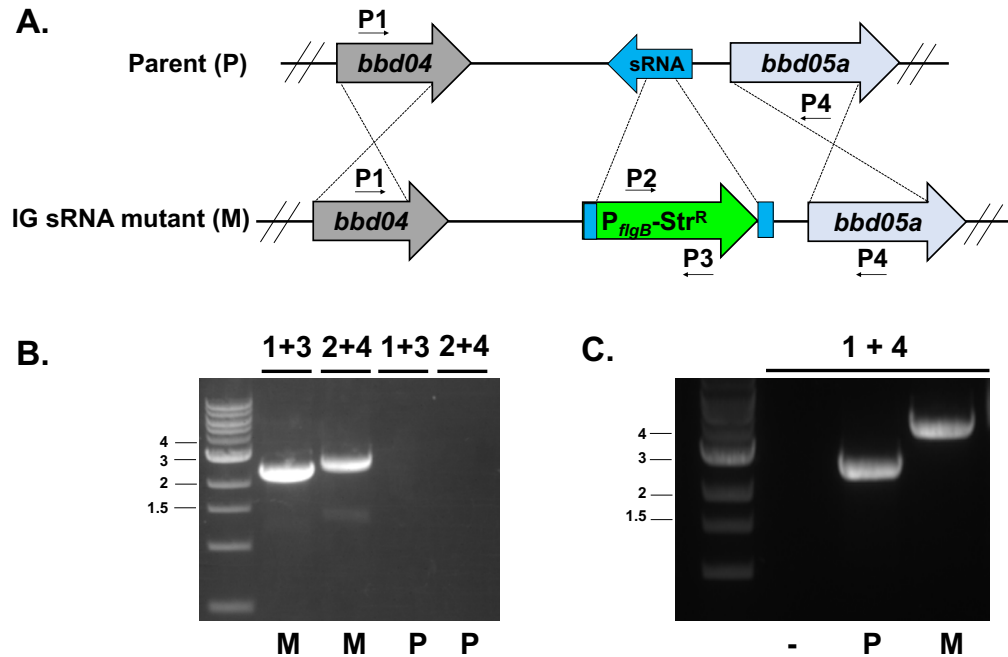 A.
P1
Parent (P)
bbd04
sRNA
bbd05a
P4
P1
P2
IG sRNA mutant (M)
bbd04
PflgB-StrR
bbd05a
P3
P4
B.
1+3 2+4 1+3 2+4
4
3
2
1.5
M M P P
C.
1 + 4
4
3
2
1.5
- P M